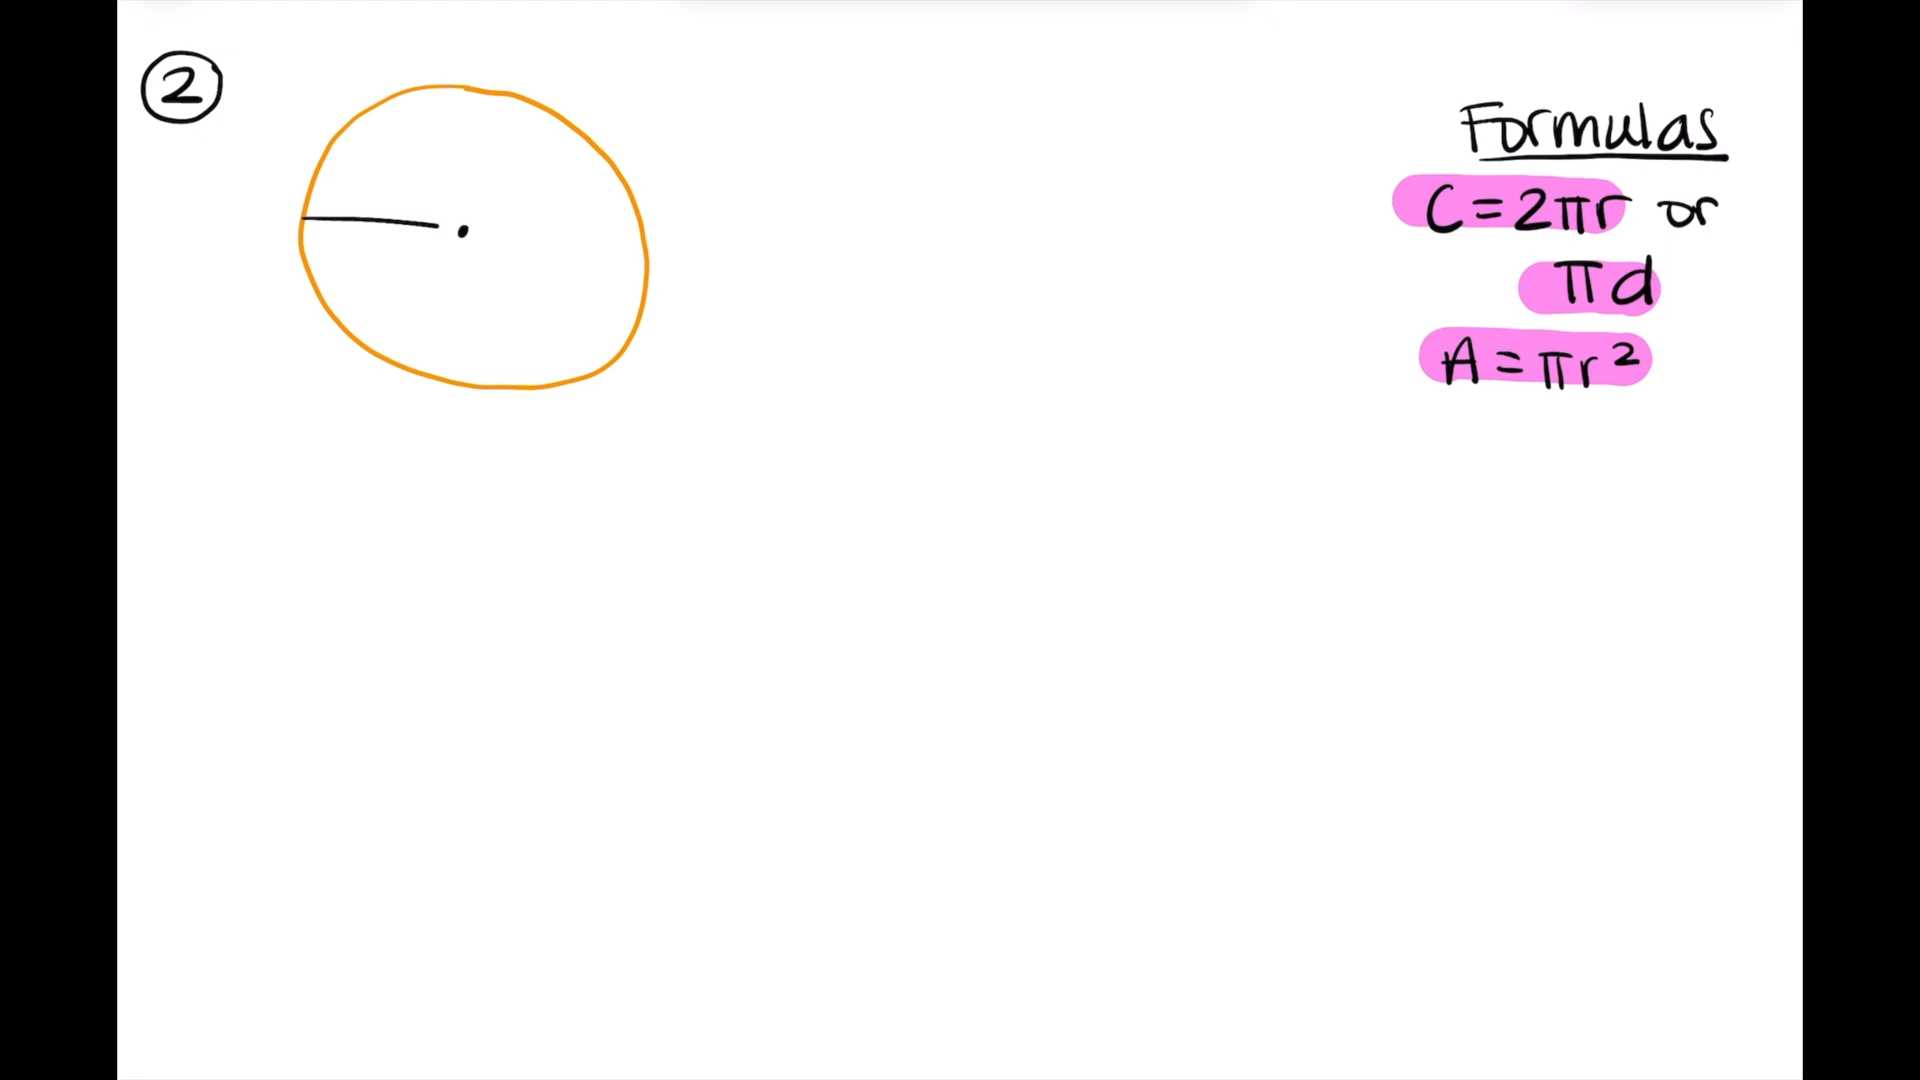 ②
Formulas
C = 2πr or
πd
A = πr²